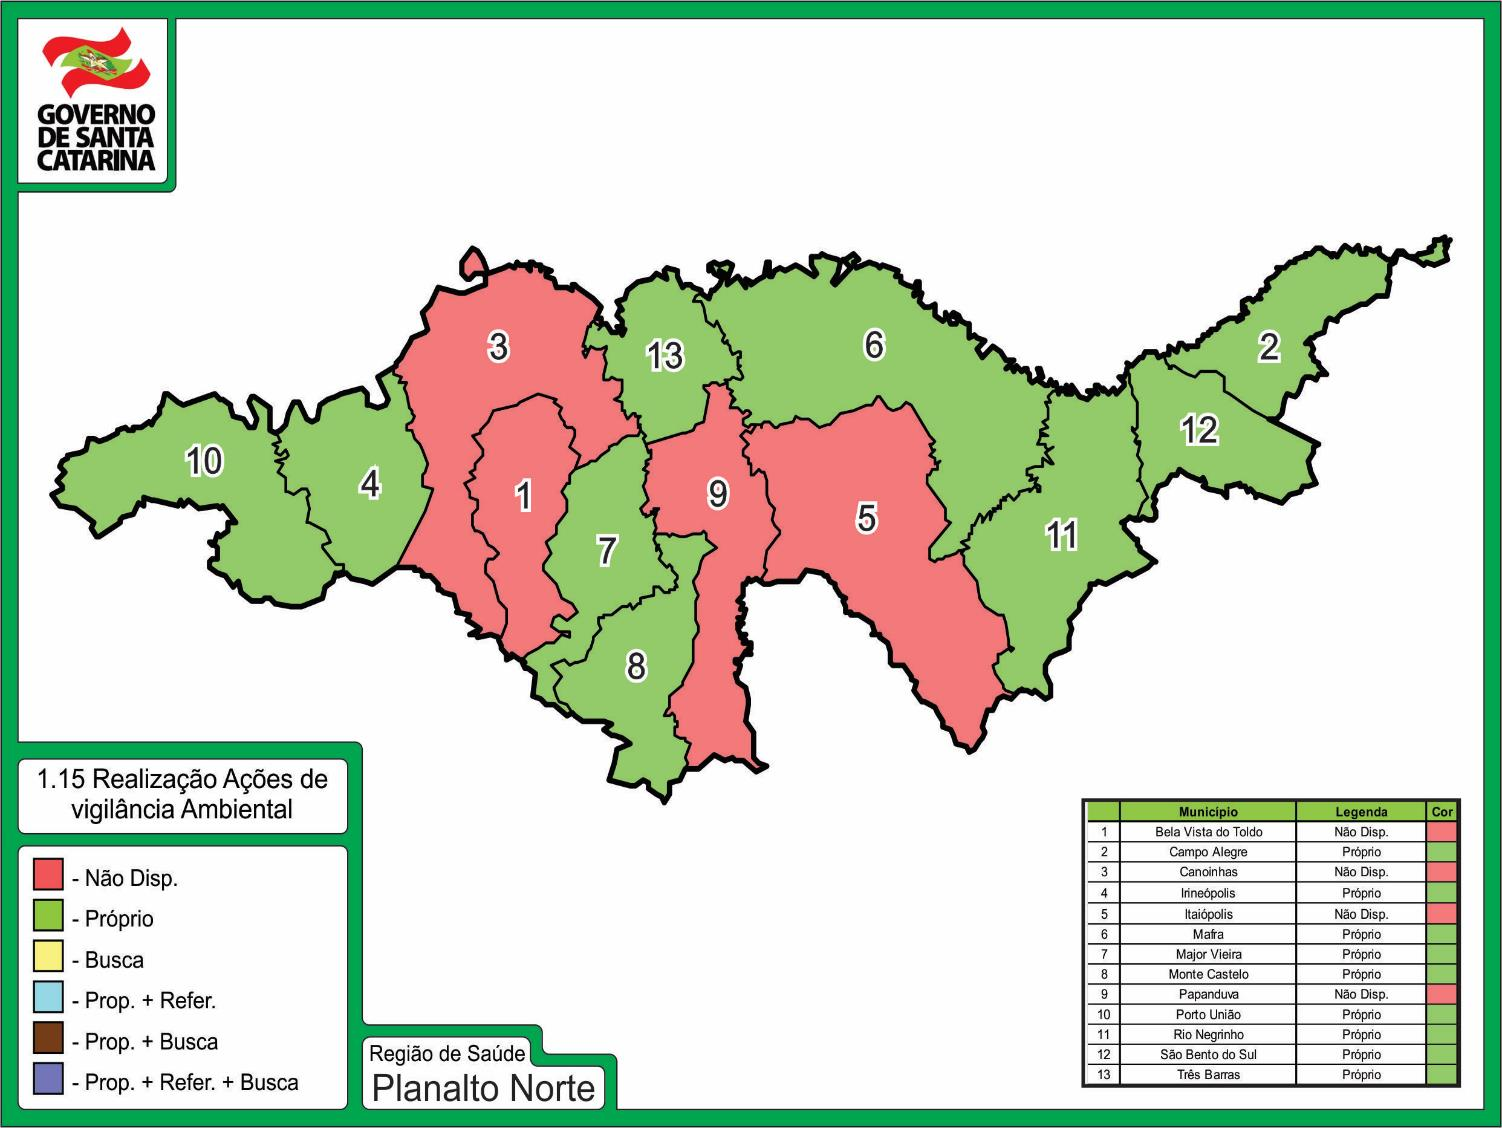 GOVERNO
DE SANTA
CATARINA
3
13
6
2
12
10
4
1
9
5
7
11
8
1.15 Realização Ações de
vigilância Ambiental
- Não Disp.
- Próprio
- Busca
- Prop. + Refer.
- Prop. + Busca
- Prop. + Refer. + Busca
Região de Saúde
Planalto Norte
Município Legenda Cor
1 Bela Vista do Toldo Não Disp.
2 Campo Alegre Próprio
3 Canoinhas Não Disp.
4 Irineópolis Próprio
5 Itaiópolis Não Disp.
6 Mafra Próprio
7 Major Vieira Próprio
8 Monte Castelo Próprio
9 Papanduva Não Disp.
10 Porto União Próprio
11 Rio Negrinho Próprio
12 São Bento do Sul Próprio
13 Três Barras Próprio